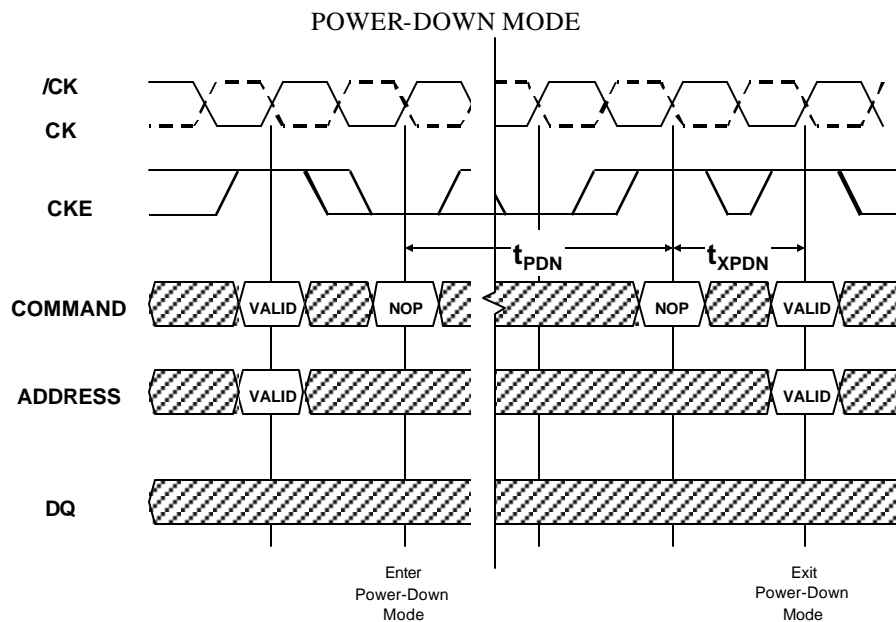 POWER-DOWN MODE
/CK
CK
CKE
tPDN
tXPDN
COMMAND
VALID
NOP
NOP
VALID
ADDRESS
VALID
VALID
DQ
Enter
Power-Down
Mode
Exit
Power-Down
Mode